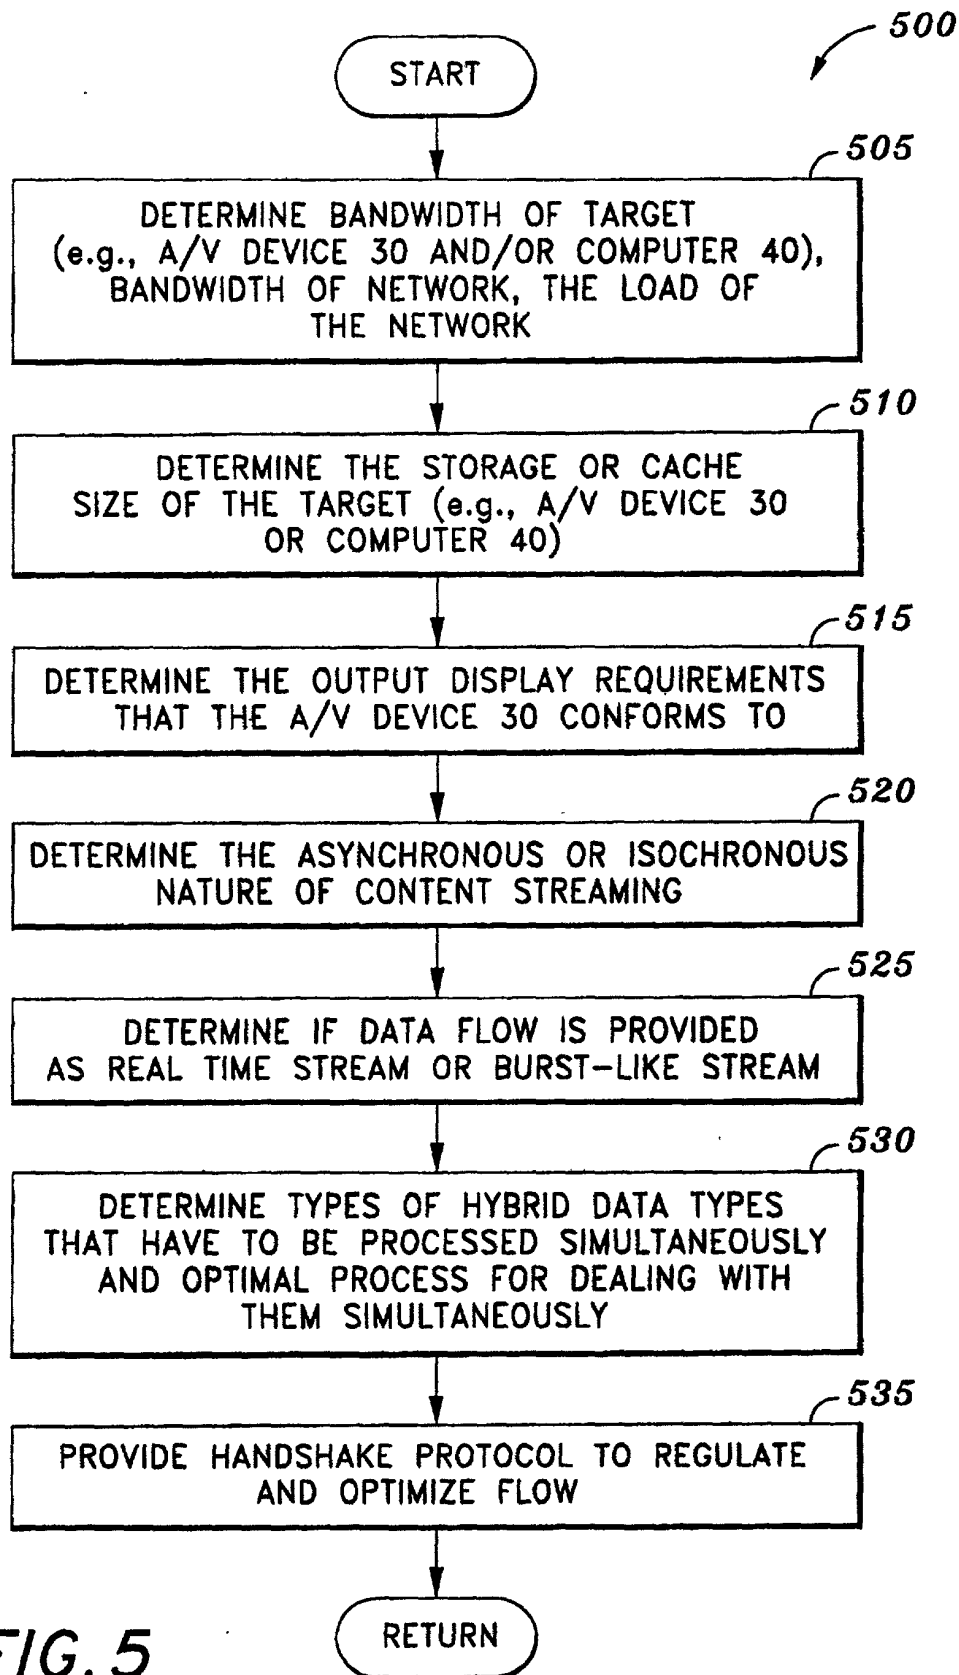 500
START
505
DETERMINE BANDWIDTH OF TARGET
(e.g., A/V DEVICE 30 AND/OR COMPUTER 40),
BANDWIDTH OF NETWORK, THE LOAD OF
THE NETWORK
510
DETERMINE THE STORAGE OR CACHE
SIZE OF THE TARGET (e.g., A/V DEVICE 30
OR COMPUTER 40)
515
DETERMINE THE OUTPUT DISPLAY REQUIREMENTS
THAT THE A/V DEVICE 30 CONFORMS TO
520
DETERMINE THE ASYNCHRONOUS OR ISOCHRONOUS
NATURE OF CONTENT STREAMING
525
DETERMINE IF DATA FLOW IS PROVIDED
AS REAL TIME STREAM OR BURST-LIKE STREAM
530
DETERMINE TYPES OF HYBRID DATA TYPES
THAT HAVE TO BE PROCESSED SIMULTANEOUSLY
AND OPTIMAL PROCESS FOR DEALING WITH
THEM SIMULTANEOUSLY
535
PROVIDE HANDSHAKE PROTOCOL TO REGULATE
AND OPTIMIZE FLOW
RETURN
FIG. 5